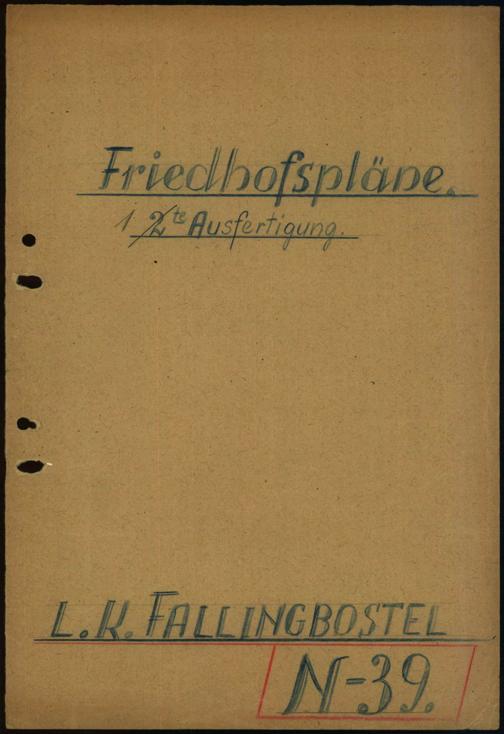 Friedhofspläne.
1 2te Ausfertigung.
L.K. FALLINGBOSTEL
N-39.